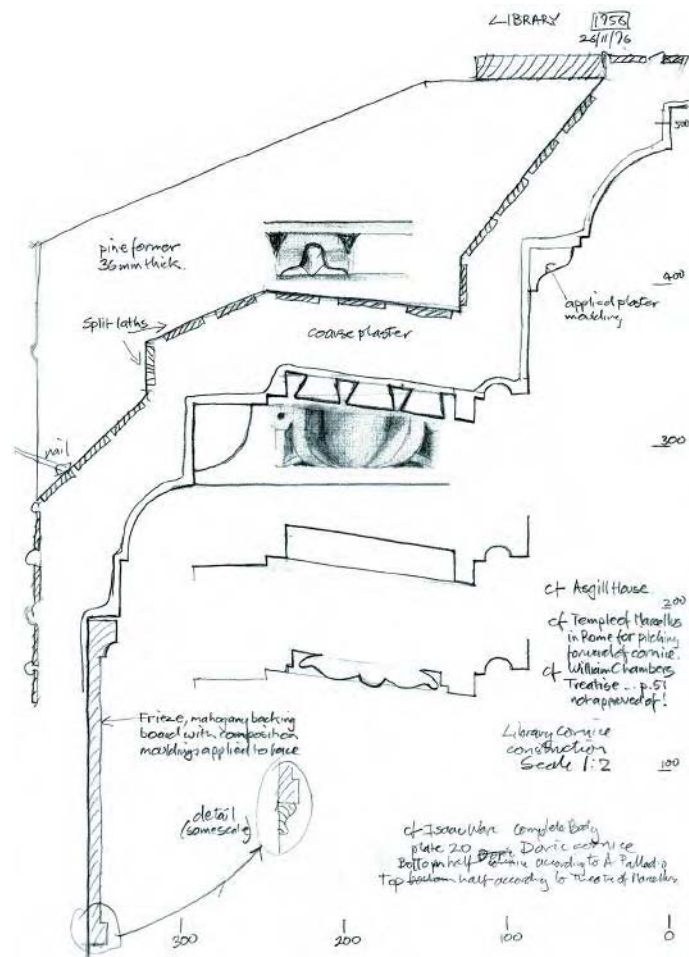 LIBRARY
1756
26/11/96
500
pine former
36mm thick.
400
applied plaster
moulding
Split laths
coarse plaster
nail
300
cf Asgill House
200
cf Temple of Marcellus
in Rome for pitching
forward of cornice.
cf William Chambers
Treatise ... p.51
not approved of!
Frieze, mahogany backing
board with composition
mouldings applied to face
Library cornice
construction
Scale 1:2
100
detail
(same scale)
cf Isaac Ware Complete Body
plate 20 Doric cornice
Bottom half according to A Palladio
Top half according to Theatre of Marcellus
300
200
100
0